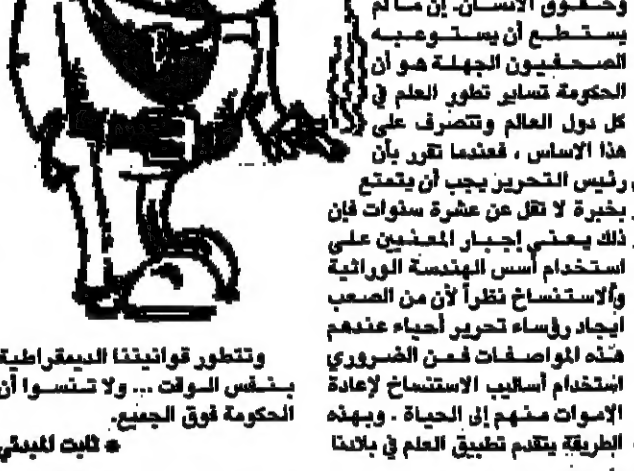 وحقوق الانسان. إن ما لم
يستطع أن يستوعبه
الصحفيون الجهلة هو أن
الحكومة تساير تطور العلم في
كل دول العالم وتتصرف على
هذا الاساس ، فعندما تقرر بأن
رئيس التحرير يجب أن يتمتع
بخبرة لا تقل عن عشرة سنوات فإن
ذلك يعني إجبار المعنيين على
استخدام أسس الهندسة الوراثية
والاستنساخ نظراً لأن من الصعب
ايجاد رؤساء تحرير أحياء عندهم
هذه المواصفات فمن الضروري
استخدام أساليب الاستنساخ لإعادة
الاموات منهم إلى الحياة . وبهذه
الطريقة يتقدم تطبيق العلم في بلادنا
وتتطور قوانيننا الديمقراطية
بنفس الوقت ... ولا تنسوا أن
الحكومة فوق الجميع.
* ثابت المبدئي